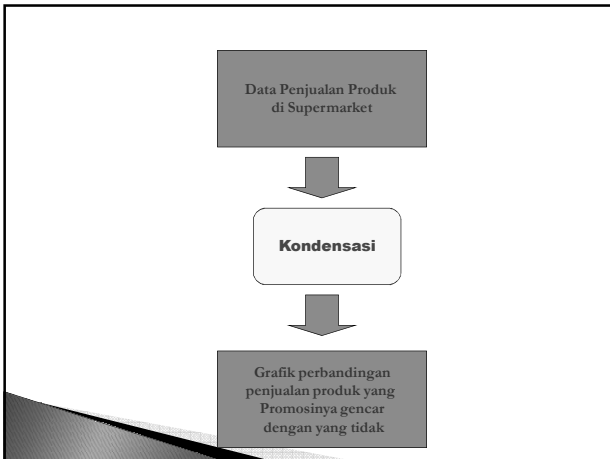 Data Penjualan Produk
di Supermarket
Kondensasi
Grafik perbandingan
penjualan produk yang
Promosinya gencar
dengan yang tidak